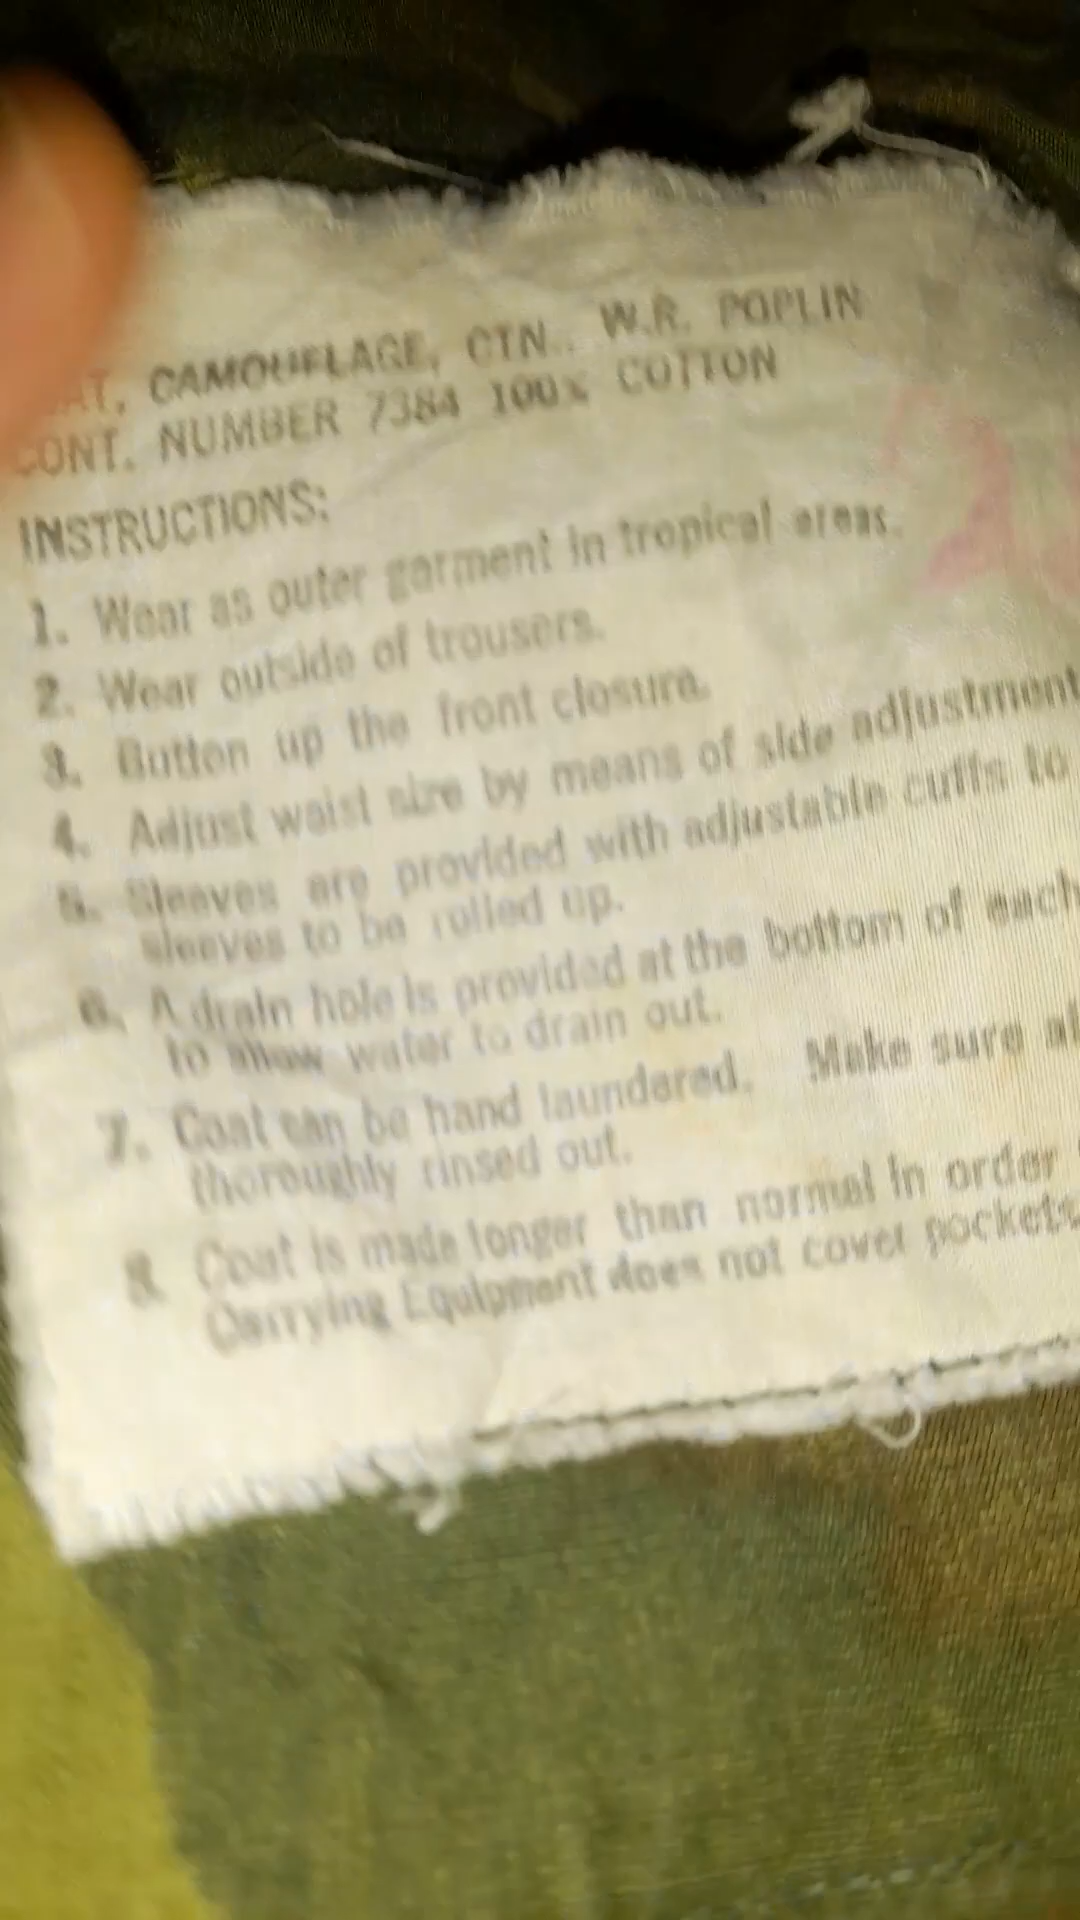 CAMOUFLAGE, CTN.. W.R. POPLIN
CONT. NUMBER 7384 100% COTTON
INSTRUCTIONS:
1. Wear as outer garment in tropical areas.
2. Wear outside of trousers.
3. Button up the front closure.
4. Adjust waist size by means of side adjustment
5. Sleeves are provided with adjustable cuffs to
sleeves to be rolled up.
6. A drain hole is provided at the bottom of each
to allow water to drain out.
7. Coat can be hand laundered. Make sure
thoroughly rinsed out.
8. Coat is made longer than normal in order
Carrying Equipment does not cover pockets